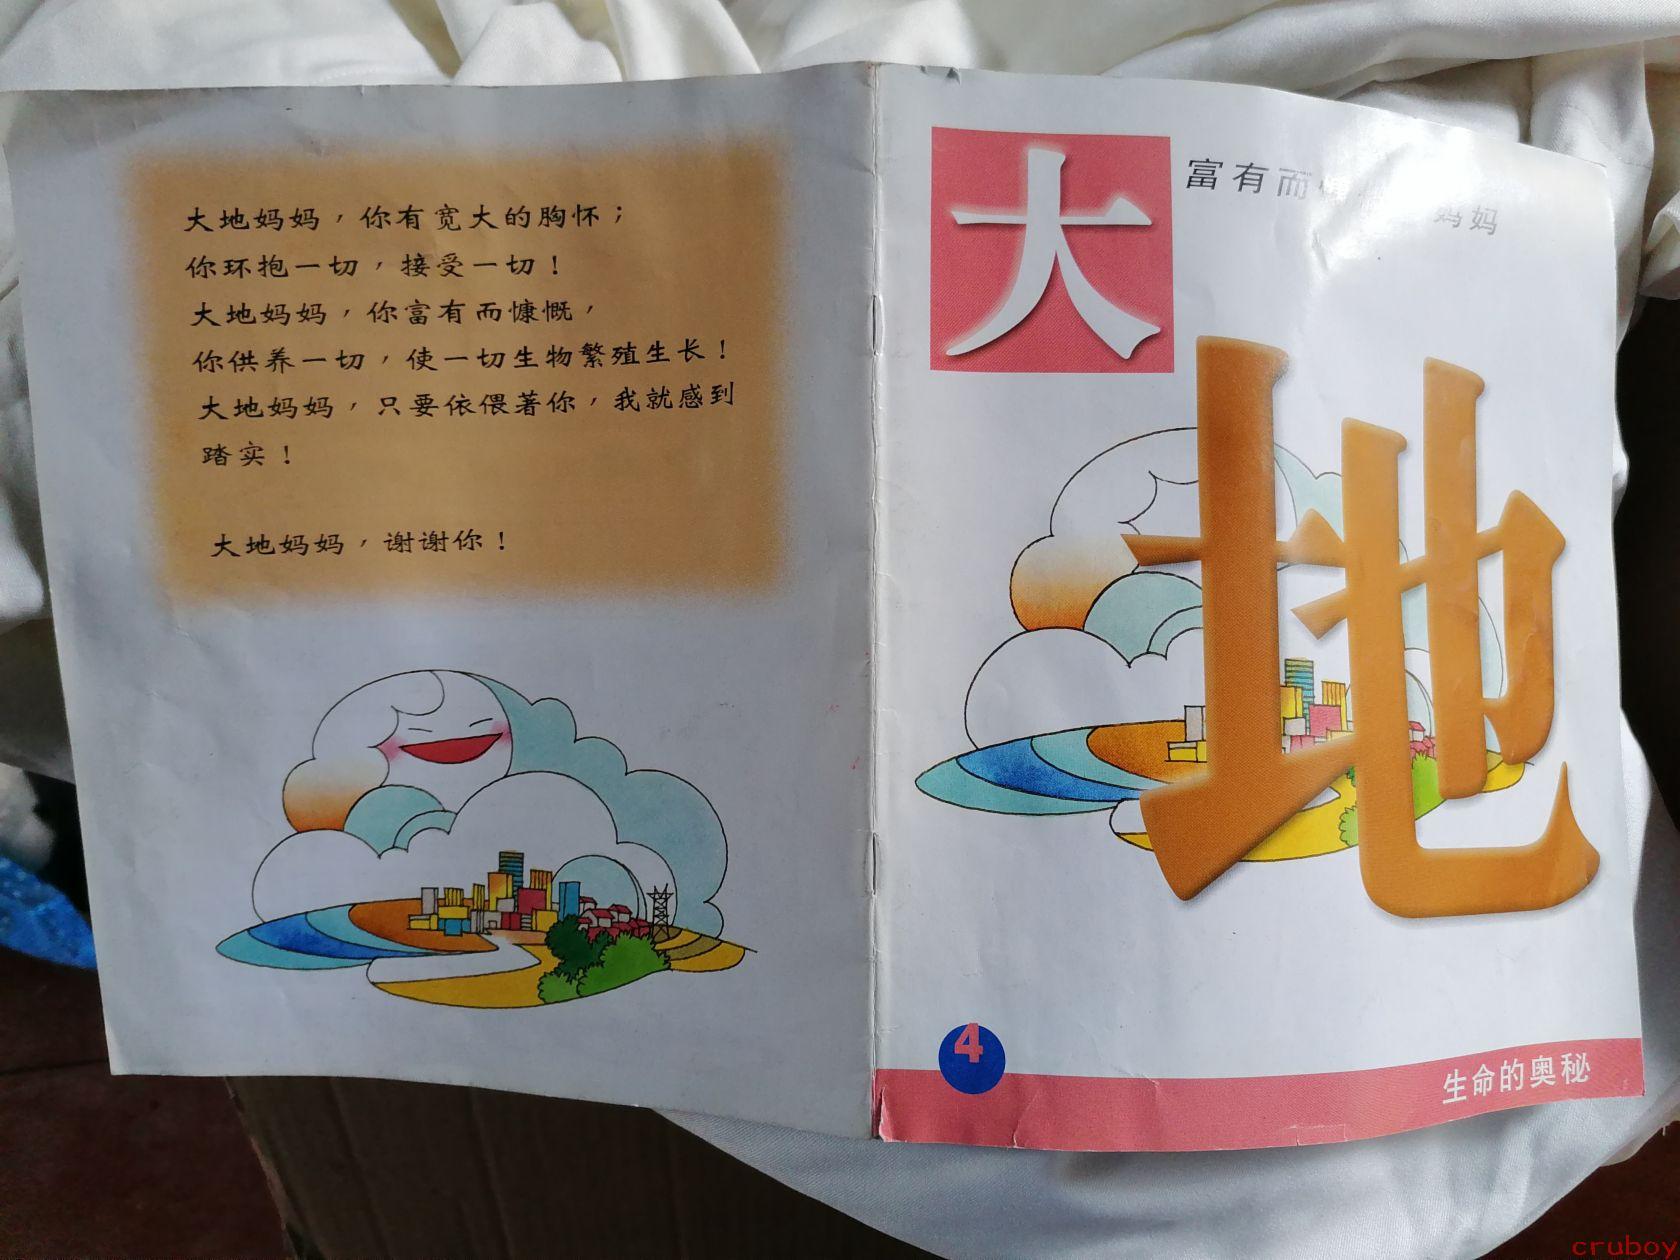 大地妈妈，你有宽大的胸怀；
你环抱一切，接受一切！
大地妈妈，你富有而慷慨，
你供养一切，使一切生物繁殖生长！
大地妈妈，只要依偎著你，我就感到
踏实！
大地妈妈，谢谢你！
大地
富有而 妈妈
4
生命的奥秘
cruboy